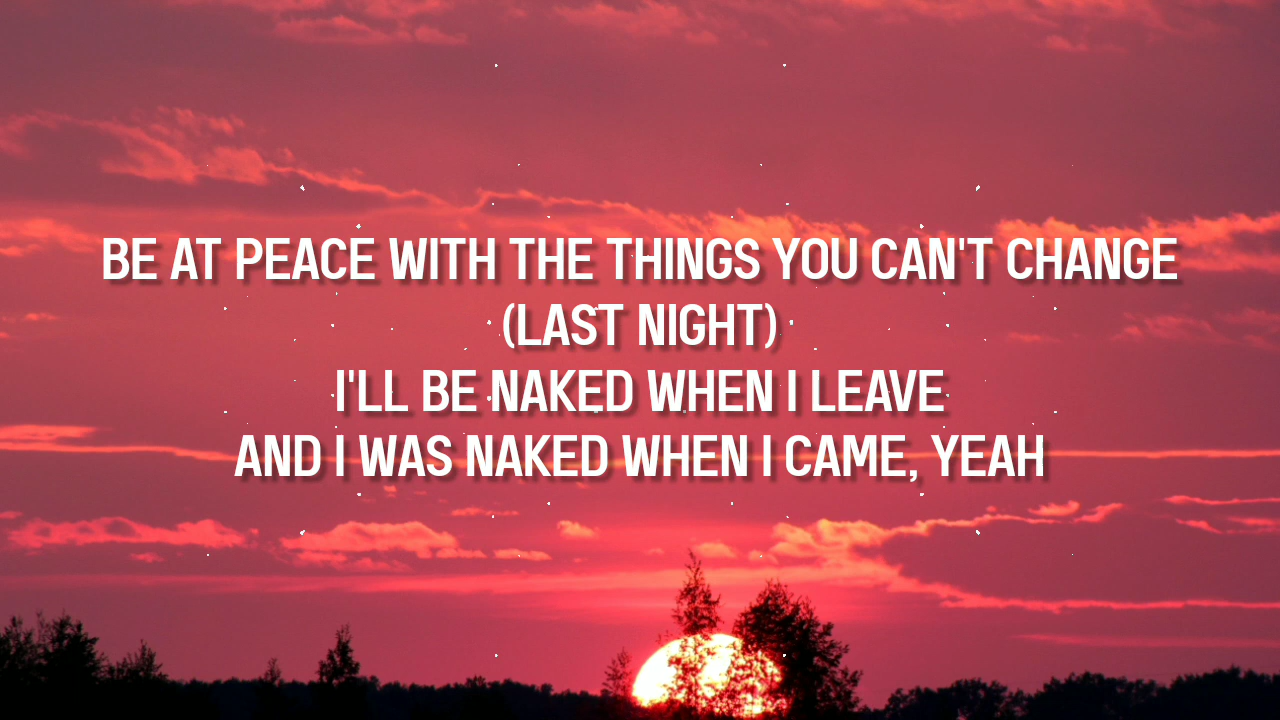 BE AT PEACE WITH THE THINGS YOU CAN'T CHANGE
(LAST NIGHT)
I'LL BE NAKED WHEN I LEAVE
AND I WAS NAKED WHEN I CAME, YEAH